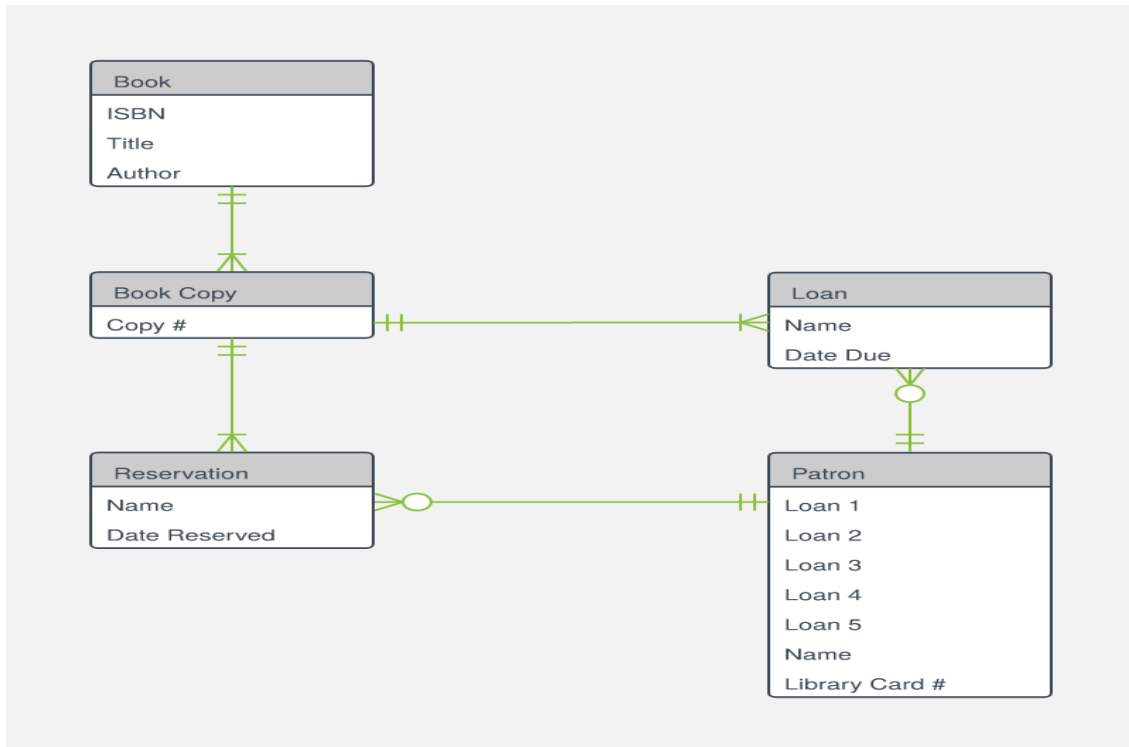 Book
ISBN
Title
Author
Book Copy
Copy #
Loan
Name
Date Due
Reservation
Name
Date Reserved
Patron
Loan 1
Loan 2
Loan 3
Loan 4
Loan 5
Name
Library Card #